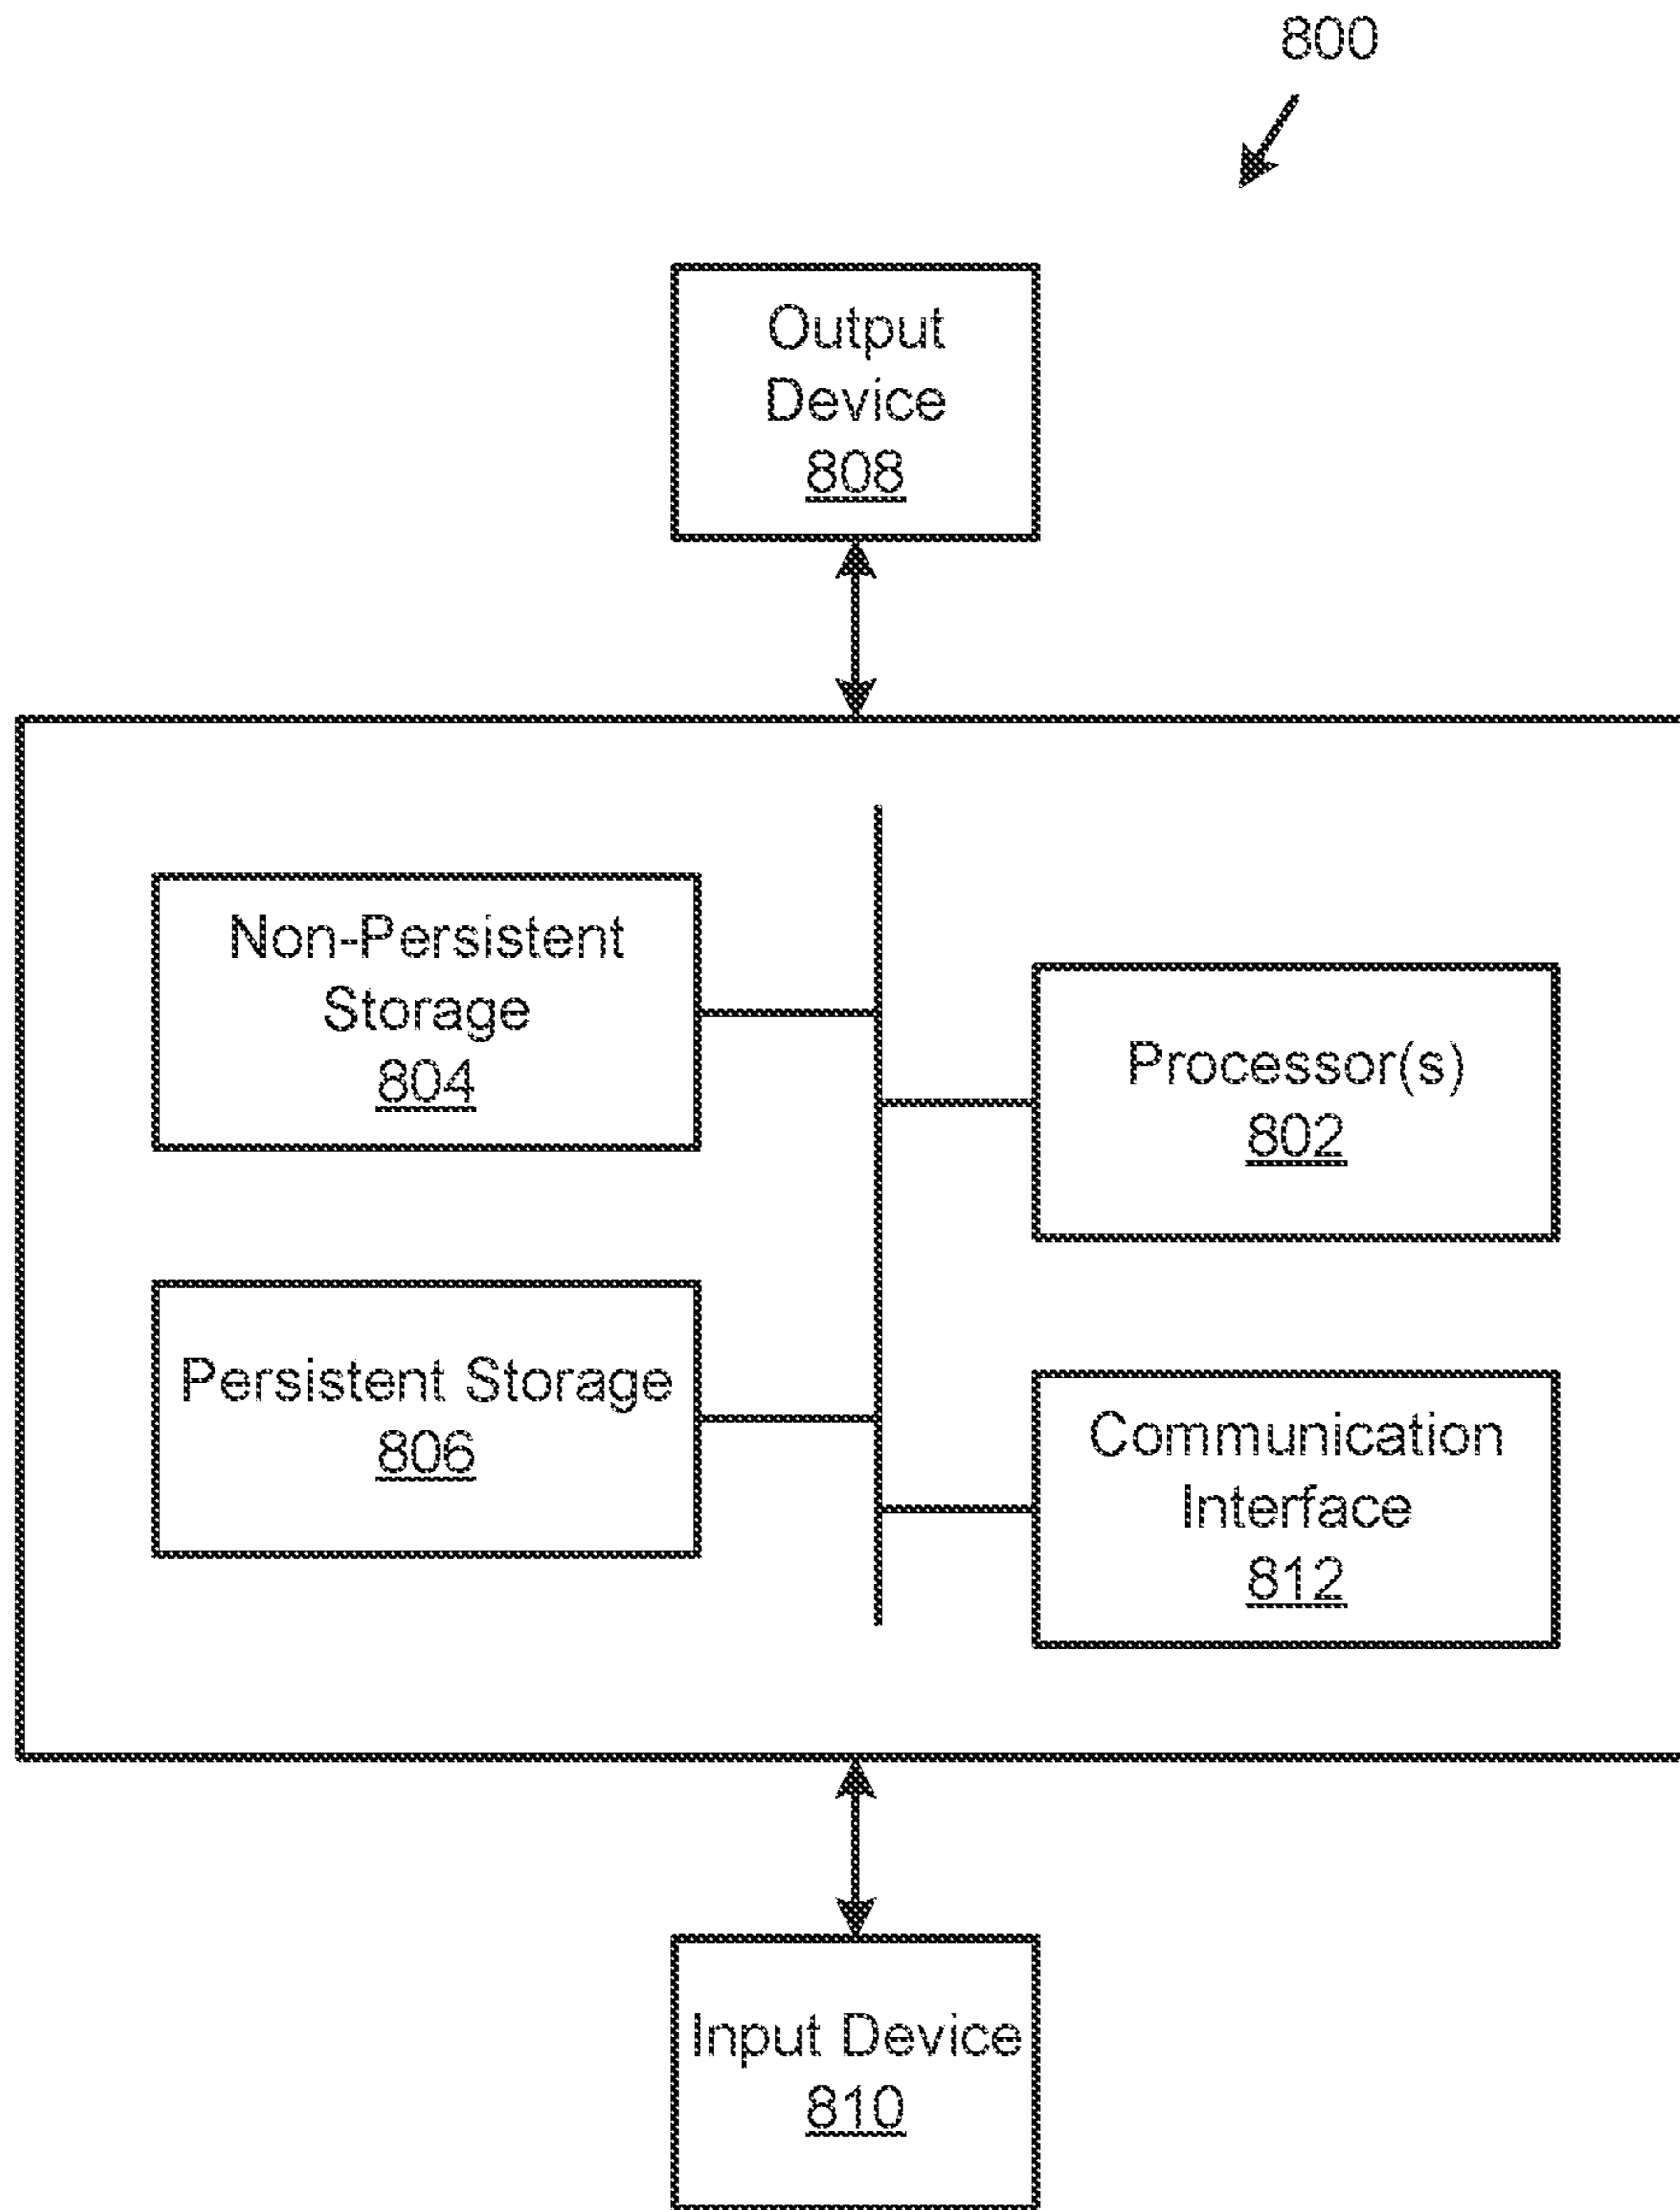 800
Output
Device
808
Non-Persistent
Storage
804
Processor(s)
802
Persistent Storage
806
Communication
Interface
812
Input Device
810